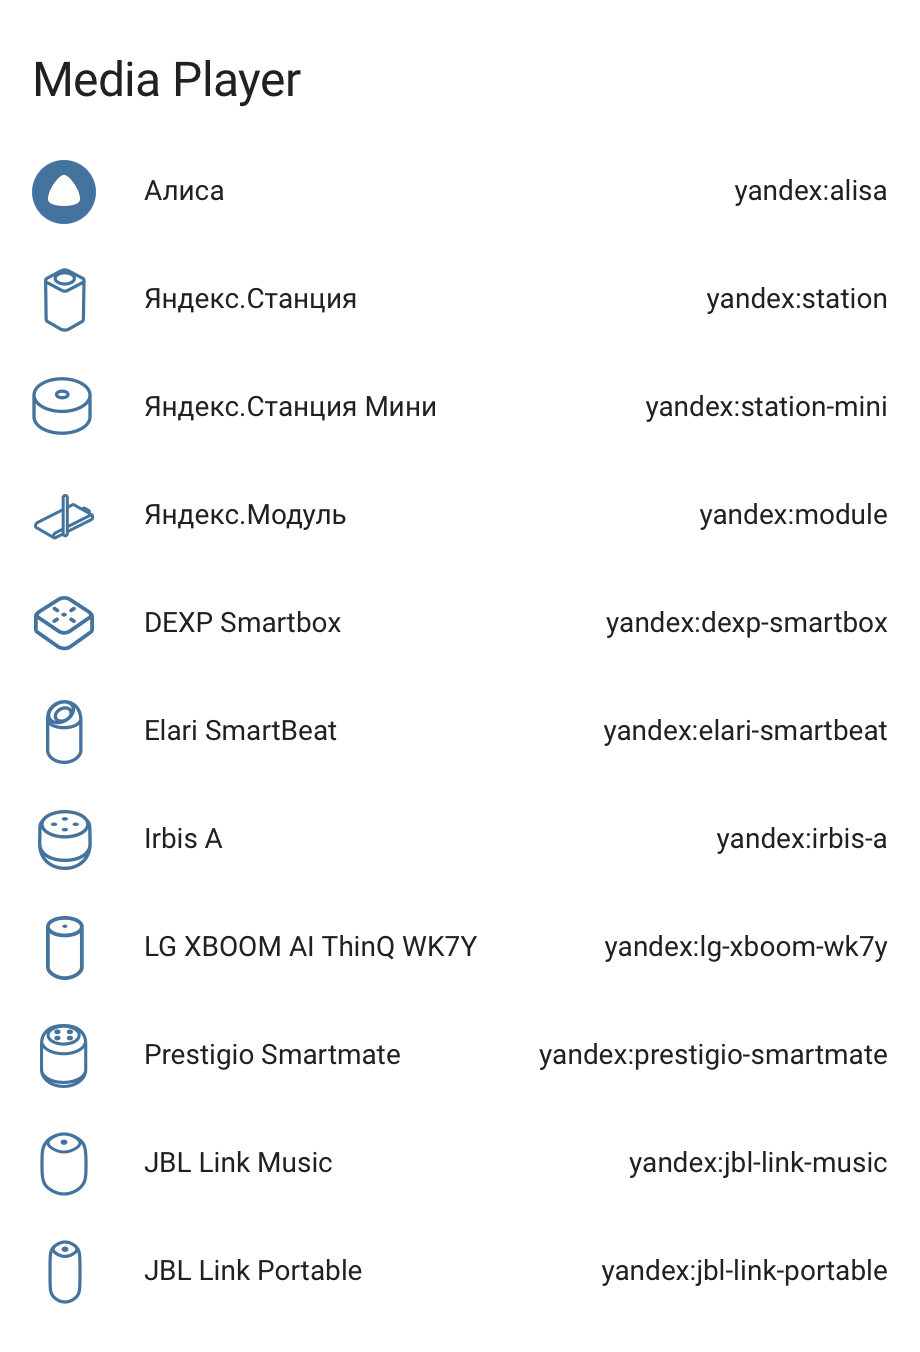 Media Player
Алиса yandex:alisa
Яндекс.Станция yandex:station
Яндекс.Станция Мини yandex:station-mini
Яндекс.Модуль yandex:module
DEXP Smartbox yandex:dexp-smartbox
Elari SmartBeat yandex:elari-smartbeat
Irbis A yandex:irbis-a
LG XBOOM AI ThinQ WK7Y yandex:lg-xboom-wk7y
Prestigio Smartmate yandex:prestigio-smartmate
JBL Link Music yandex:jbl-link-music
JBL Link Portable yandex:jbl-link-portable